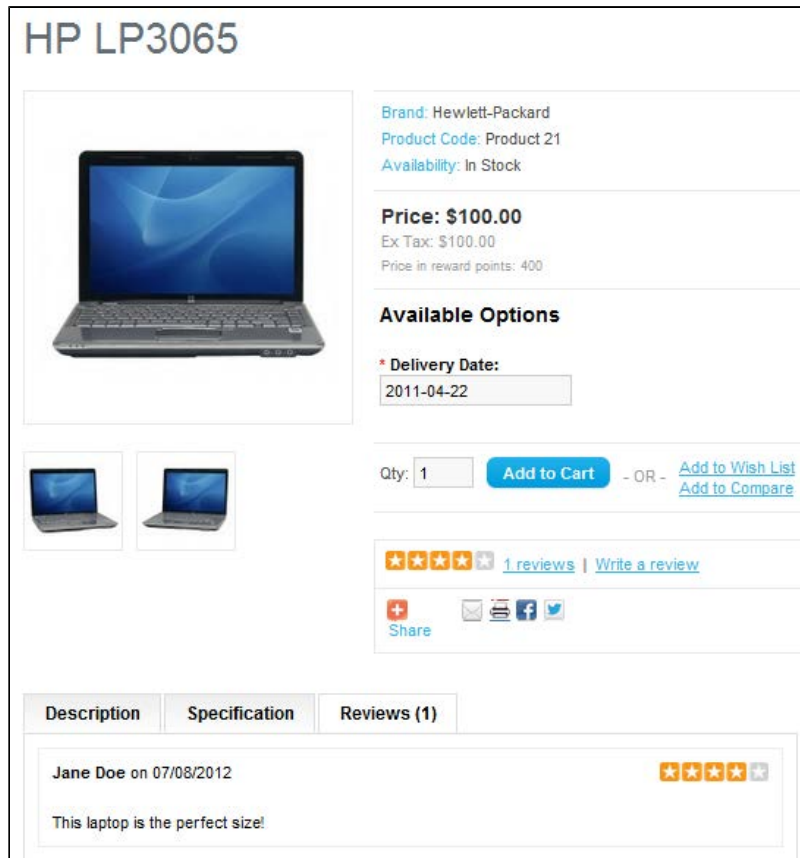 HP LP3065
Brand: Hewlett-Packard
Product Code: Product 21
Availability: In Stock
Price: $100.00
Ex Tax: $100.00
Price in reward points: 400
Available Options
* Delivery Date:
2011-04-22
Qty: 1 Add to Cart - OR - Add to Wish List
Add to Compare
1 reviews | Write a review
Share
Description Specification Reviews (1)
Jane Doe on 07/08/2012
This laptop is the perfect size!